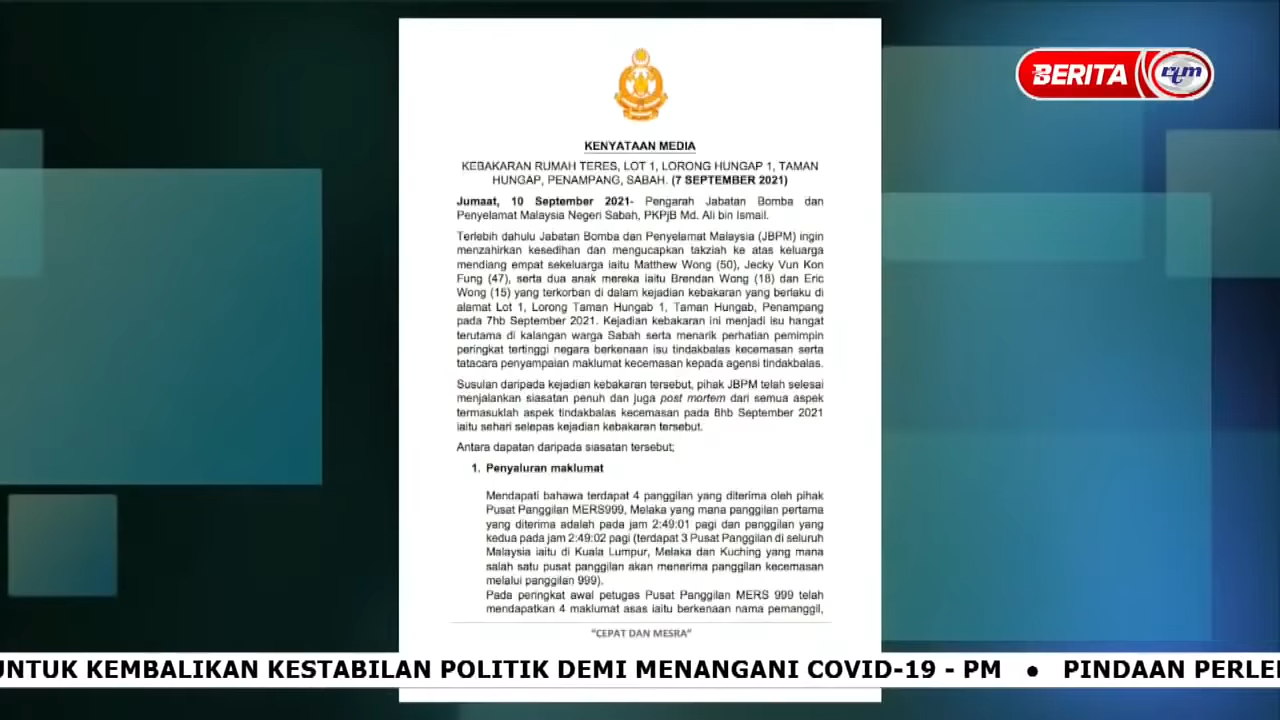 BERITA rtm
KENYATAAN MEDIA
KEBAKARAN RUMAH TERES, LOT 1, LORONG HUNGAP 1, TAMAN
HUNGAP, PENAMPANG, SABAH. (7 SEPTEMBER 2021)
Jumaat, 10 September 2021- Pengarah Jabatan Bomba dan
Penyelamat Malaysia Negeri Sabah, PKPjB Md. Ali bin Ismail.
Terlebih dahulu Jabatan Bomba dan Penyelamat Malaysia (JBPM) ingin
menzahirkan kesedihan dan mengucapkan takziah ke atas keluarga
mendiang empat sekeluarga iaitu Matthew Wong (50), Jecky Vun Kon
Fung (47), serta dua anak mereka iaitu Brendan Wong (18) dan Eric
Wong (15) yang terkorban di dalam kejadian kebakaran yang berlaku di
alamat Lot 1, Lorong Taman Hungab 1, Taman Hungab, Penampang
pada 7hb September 2021. Kejadian kebakaran ini menjadi isu hangat
terutama di kalangan warga Sabah serta menarik perhatian pemimpin
peringkat tertinggi negara berkenaan isu tindakbalas kecemasan serta
tatacara penyampaian maklumat kecemasan kepada agensi tindakbalas.
Susulan daripada kejadian kebakaran tersebut, pihak JBPM telah selesai
menjalankan siasatan penuh dan juga post mortem dari semua aspek
termasuklah aspek tindakbalas kecemasan pada 8hb September 2021
iaitu sehari selepas kejadian kebakaran tersebut.
Antara dapatan daripada siasatan tersebut;
1. Penyaluran maklumat
Mendapati bahawa terdapat 4 panggilan yang diterima oleh pihak
Pusat Panggilan MERS999, Melaka yang mana panggilan pertama
yang diterima adalah pada jam 2:49:01 pagi dan panggilan yang
kedua pada jam 2:49:02 pagi (terdapat 3 Pusat Panggilan di seluruh
Malaysia iaitu di Kuala Lumpur, Melaka dan Kuching yang mana
salah satu pusat panggilan akan menerima panggilan kecemasan
melalui panggilan 999).
Pada peringkat awal petugas Pusat Panggilan MERS 999 telah
mendapatkan 4 maklumat asas iaitu berkenaan nama pemanggil,
"CEPAT DAN MESRA"
UNTUK KEMBALIKAN KESTABILAN POLITIK DEMI MENANGANI COVID-19 - PM ● PINDAAN PERLE